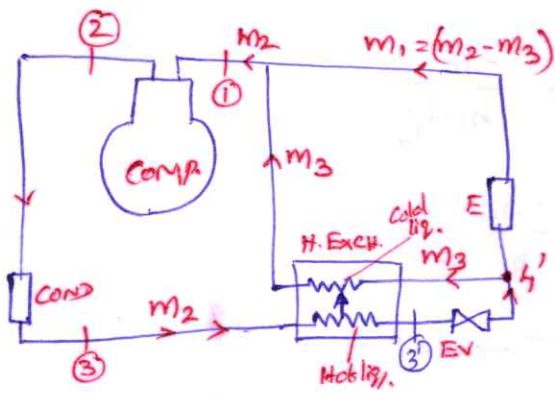 2
m2
m1=(m2-m3)
1
COMP.
m3
Cold
liq.
E
H. EXCH.
m3
4'
COND
m2
3
3'
EV
Hot liq.